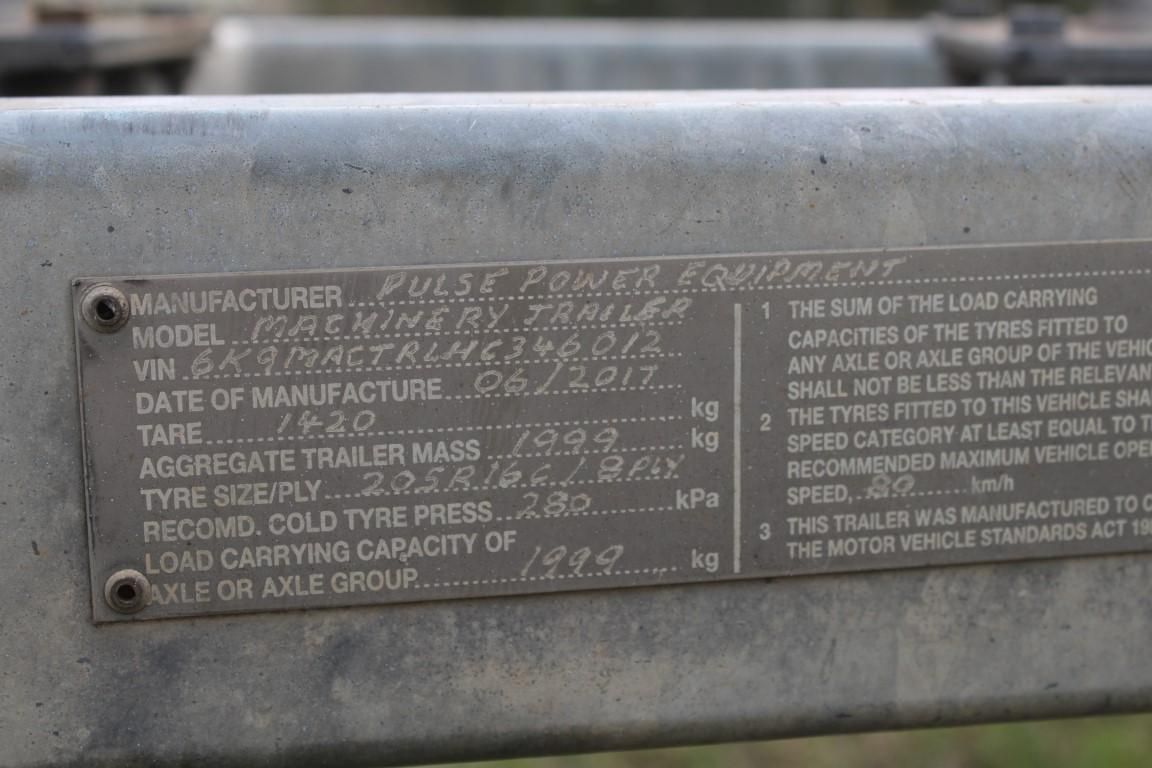 MANUFACTURER PULSE POWER EQUIPMENT
MODEL MACHINERY TRAILER
VIN 6K9MACTRLHC346012
DATE OF MANUFACTURE 06/2017
TARE 1420 kg
AGGREGATE TRAILER MASS 1999 kg
TYRE SIZE/PLY 205R16C/8PLY
RECOMD. COLD TYRE PRESS 280 kPa
LOAD CARRYING CAPACITY OF
AXLE OR AXLE GROUP 1999 kg
1 THE SUM OF THE LOAD CARRYING
CAPACITIES OF THE TYRES FITTED TO
ANY AXLE OR AXLE GROUP OF THE VEHIC
SHALL NOT BE LESS THAN THE RELEVAN
2 THE TYRES FITTED TO THIS VEHICLE SHA
SPEED CATEGORY AT LEAST EQUAL TO T
RECOMMENDED MAXIMUM VEHICLE OPE
SPEED, 80 km/h
3 THIS TRAILER WAS MANUFACTURED TO C
THE MOTOR VEHICLE STANDARDS ACT 19